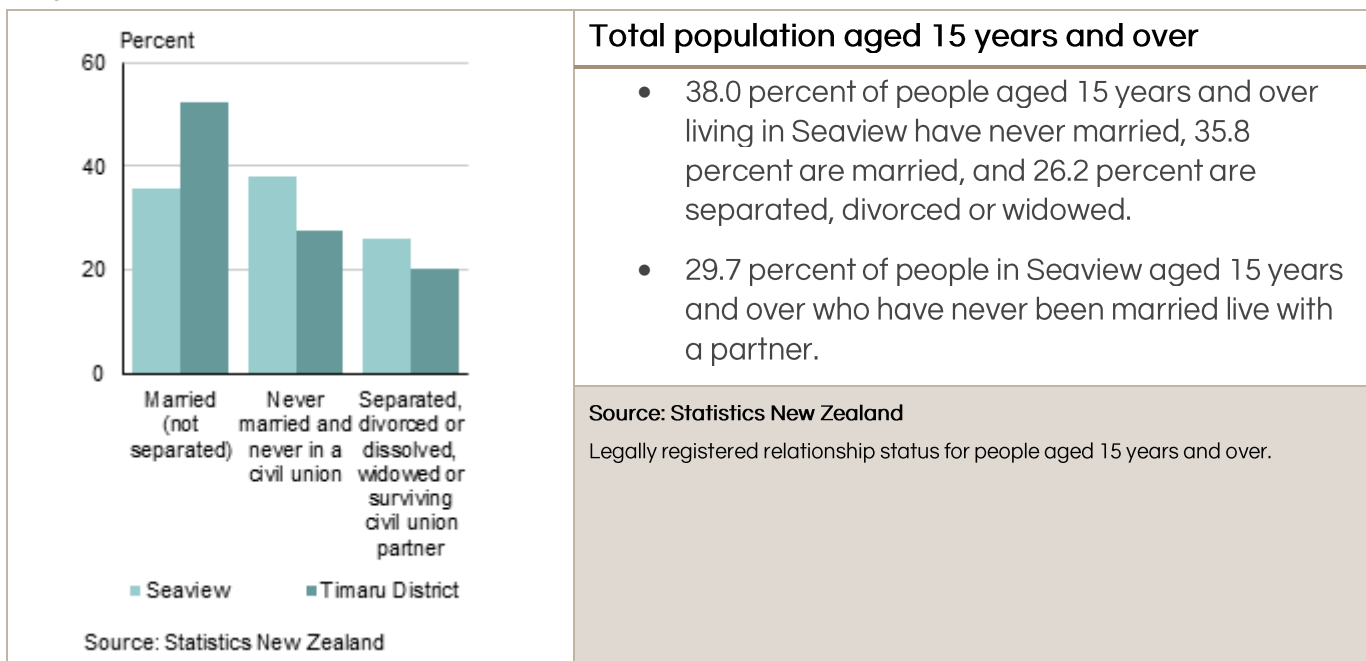 Percent
60
40
20
0
Married
(not
separated)
Never
married and
never in a
civil union
Separated,
divorced or
dissolved,
widowed or
surviving
civil union
partner
Seaview
Timaru District
Source: Statistics New Zealand
Total population aged 15 years and over
• 38.0 percent of people aged 15 years and over
living in Seaview have never married, 35.8
percent are married, and 26.2 percent are
separated, divorced or widowed.
• 29.7 percent of people in Seaview aged 15 years
and over who have never been married live with
a partner.
Source: Statistics New Zealand
Legally registered relationship status for people aged 15 years and over.